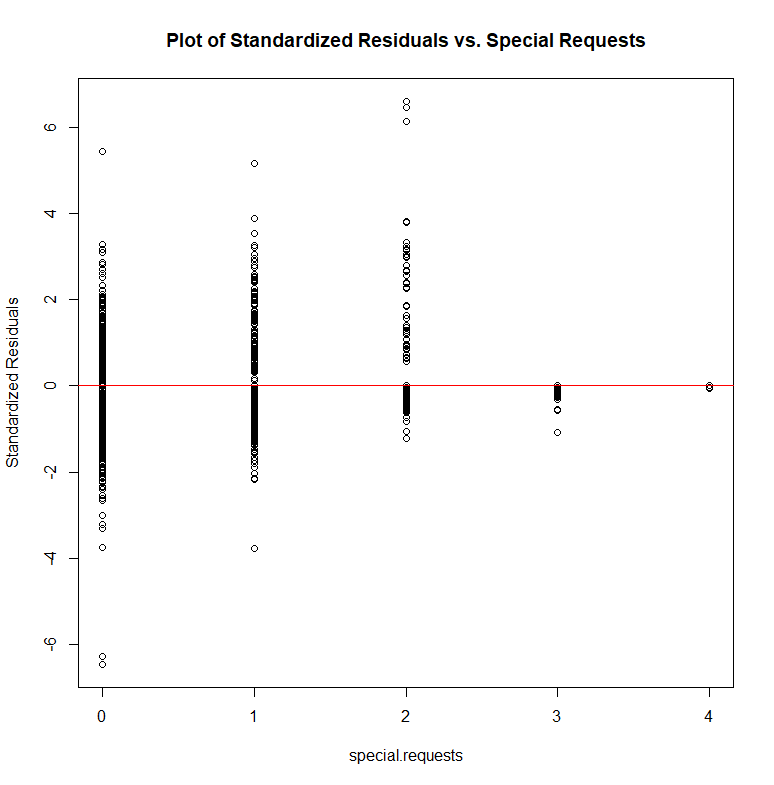 Plot of Standardized Residuals vs. Special Requests
Standardized Residuals
6
4
2
0
-2
-4
-6
0 1 2 3 4
special.requests